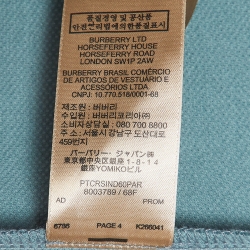 품질경영 및 공산품
안전관리법에 의한 품질표시
BURBERRY LTD
HORSEFERRY HOUSE
HORSEFERRY ROAD
LONDON SW1P 2AW
BURBERRY BRASIL COMÉRCIO
DE ARTIGOS DE VESTUÁRIO E
ACESSÓRIOS LTDA
CNPJ: 10.770.518/0001-68
제조원 : 버버리
수입원 : 버버리코리아(주)
소비자상담 02 700 8800
주소 : 서울시 강남구 도산대로
459번지
バーバリー・ジャパン㈱
東京都中央区銀座 1-8-14
銀座 YOMIKOビル
PTCRSIND60PAR
8003789 / 68F
AD PROM
6786 PAGE 4 K266041